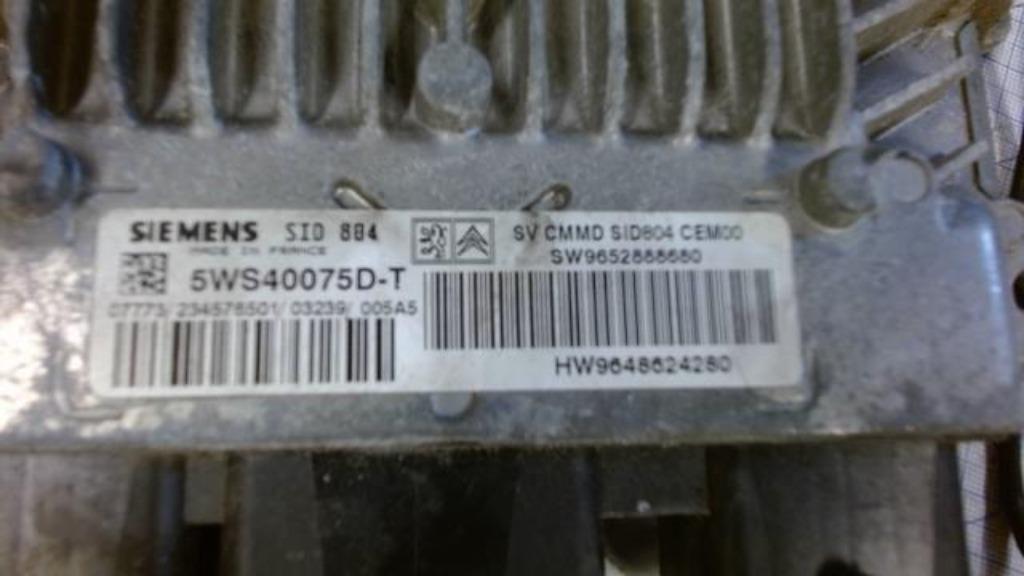 SIEMENS SID 804
MADE IN FRANCE
5WS40075D-T
07773/234576501/03239/005A5
SV CMMD SID804 CEM00
SW9652888680
HW9648624280